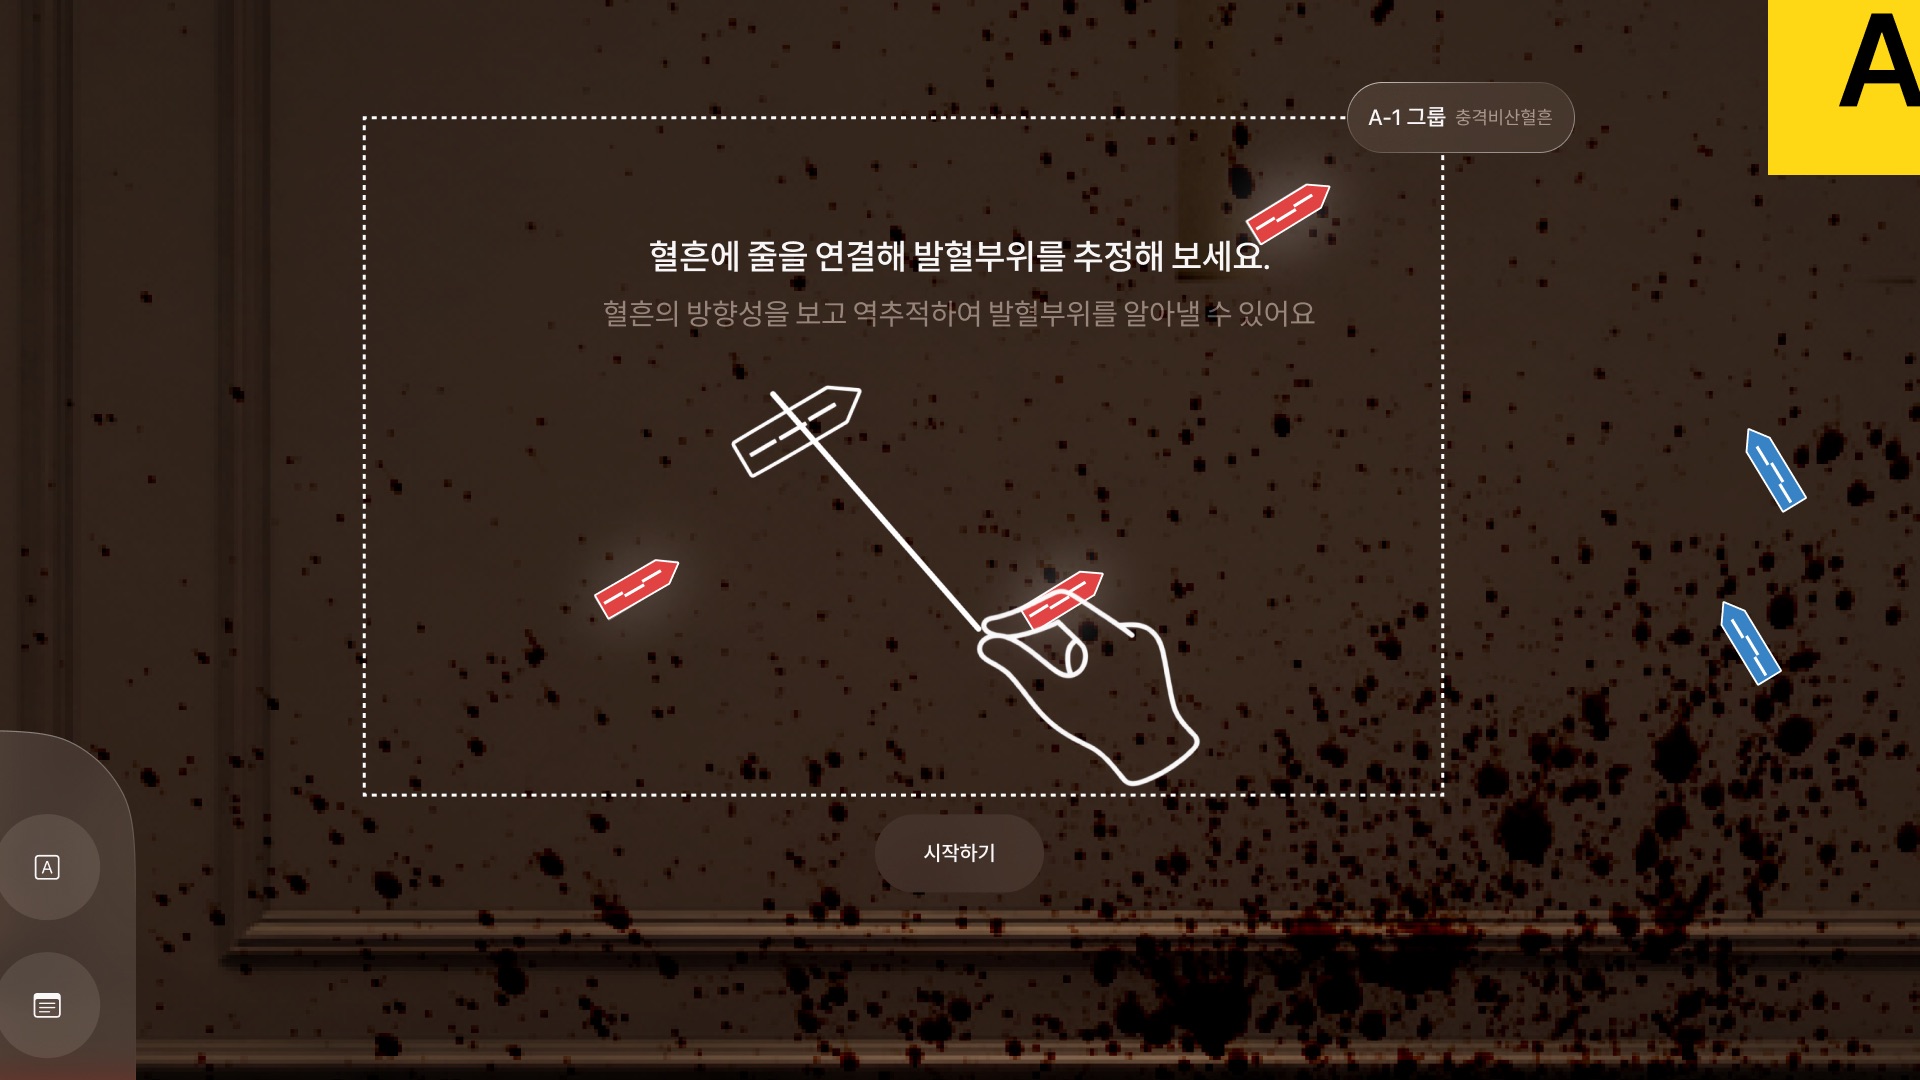 A
A-1 그룹 충격비산혈흔
혈흔에 줄을 연결해 발혈부위를 추정해 보세요.
혈흔의 방향성을 보고 역추적하여 발혈부위를 알아낼 수 있어요
시작하기
A